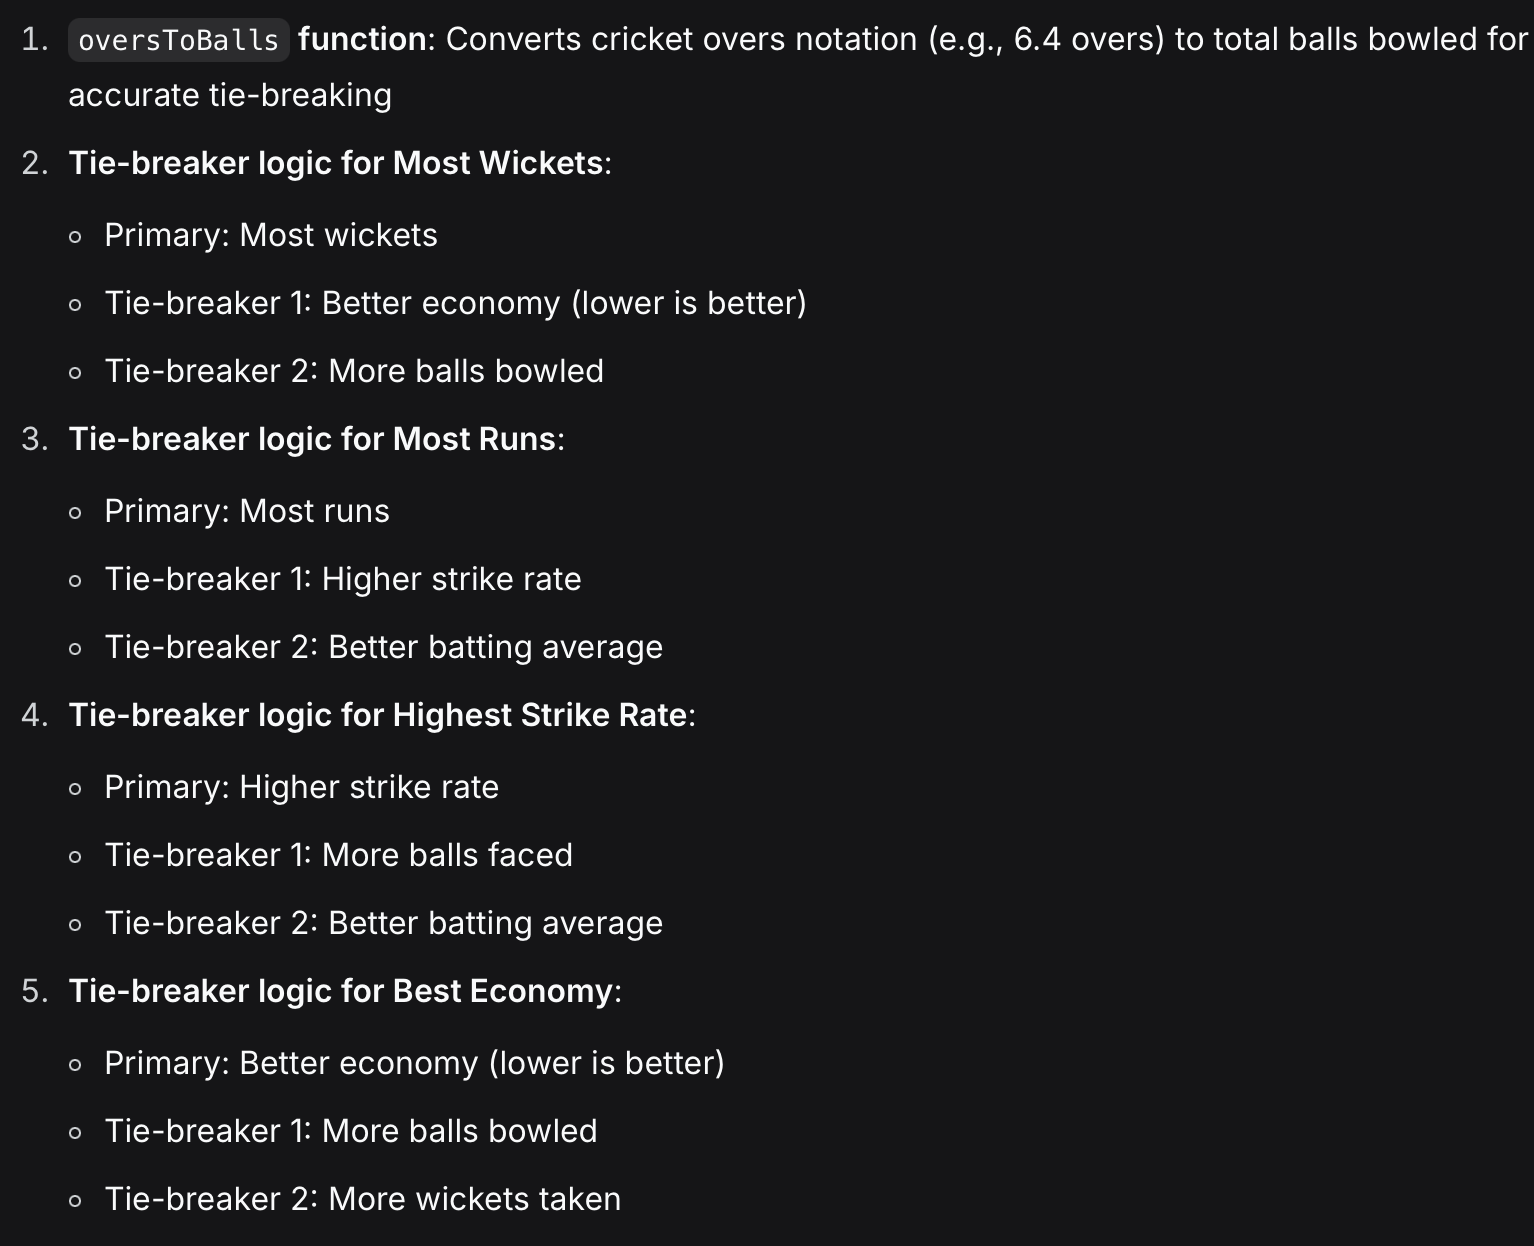 1. oversToBalls function: Converts cricket overs notation (e.g., 6.4 overs) to total balls bowled for
accurate tie-breaking
2. Tie-breaker logic for Most Wickets:
Primary: Most wickets
Tie-breaker 1: Better economy (lower is better)
Tie-breaker 2: More balls bowled
3. Tie-breaker logic for Most Runs:
Primary: Most runs
Tie-breaker 1: Higher strike rate
Tie-breaker 2: Better batting average
4. Tie-breaker logic for Highest Strike Rate:
Primary: Higher strike rate
Tie-breaker 1: More balls faced
Tie-breaker 2: Better batting average
5. Tie-breaker logic for Best Economy:
Primary: Better economy (lower is better)
Tie-breaker 1: More balls bowled
Tie-breaker 2: More wickets taken